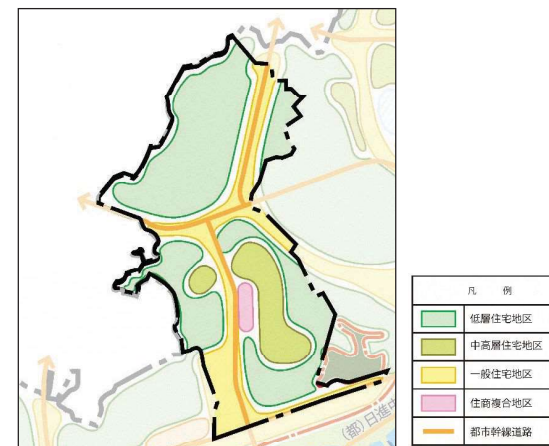 (都)日進中
凡 例
低層住宅地区
中高層住宅地区
一般住宅地区
住商複合地区
都市幹線道路